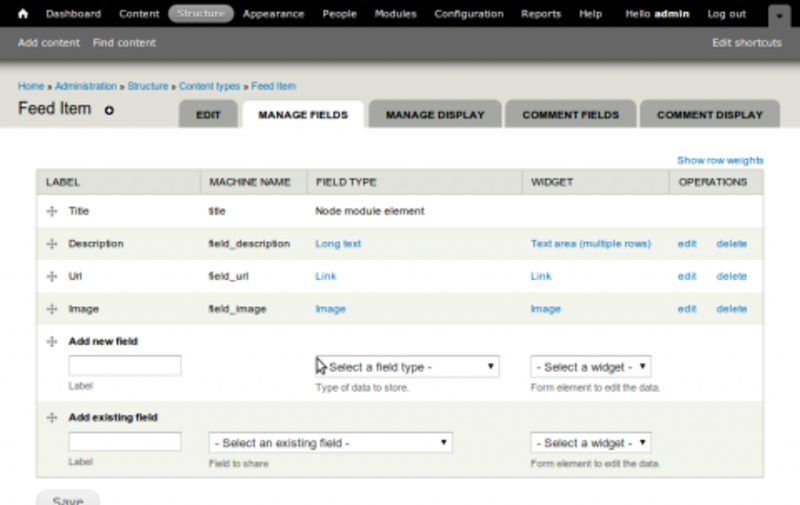 Dashboard Content Structure Appearance People Modules Configuration Reports Help Hello admin Log out
Add content Find content Edit shortcuts
Home » Administration » Structure » Content types » Feed Item
Feed Item EDIT MANAGE FIELDS MANAGE DISPLAY COMMENT FIELDS COMMENT DISPLAY
Show row weights
LABEL MACHINE NAME FIELD TYPE WIDGET OPERATIONS
Title title Node module element
Description field_description Long text Text area (multiple rows) edit delete
Url field_url Link Link edit delete
Image field_image Image Image edit delete
Add new field
- Select a field type - - Select a widget -
Label Type of data to store. Form element to edit the data.
Add existing field
- Select an existing field - - Select a widget -
Label Field to share Form element to edit the data.
Save